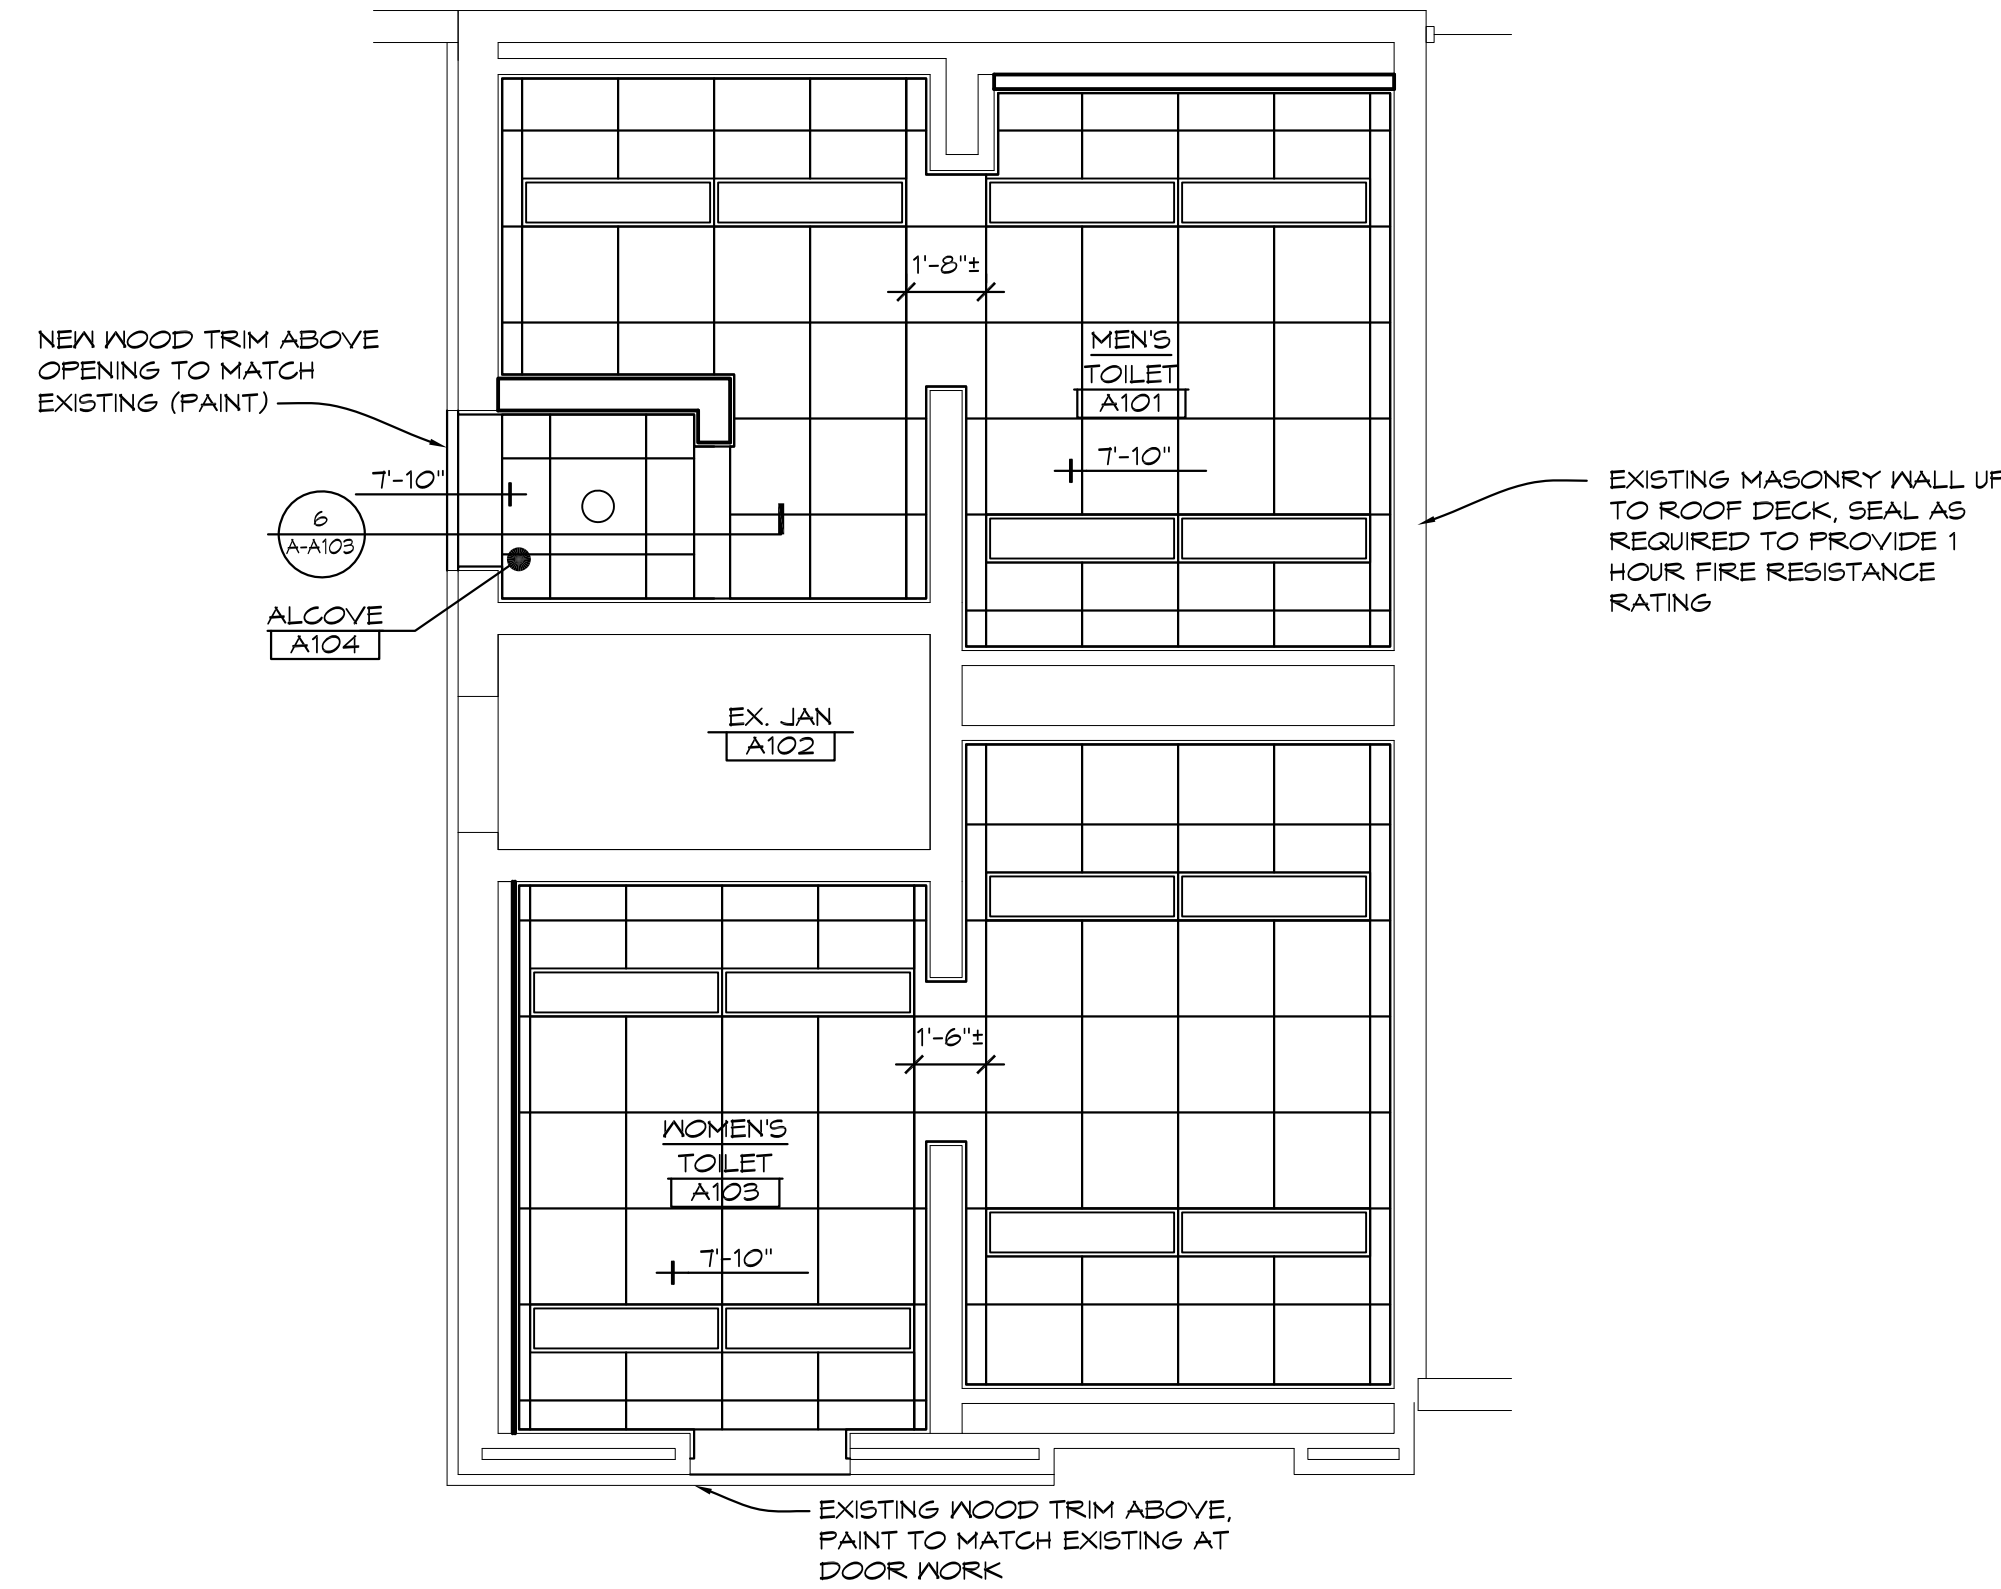 1'-8"±
NEW WOOD TRIM ABOVE
OPENING TO MATCH
EXISTING (PAINT)
MEN'S
TOILET
A101
7'-10"
7'-10"
6
A-A103
ALCOVE
A104
EXISTING MASONRY WALL UP
TO ROOF DECK, SEAL AS
REQUIRED TO PROVIDE 1
HOUR FIRE RESISTANCE
RATING
EX. JAN
A102
1'-6"±
WOMEN'S
TOILET
A103
7'-10"
EXISTING WOOD TRIM ABOVE,
PAINT TO MATCH EXISTING AT
DOOR WORK